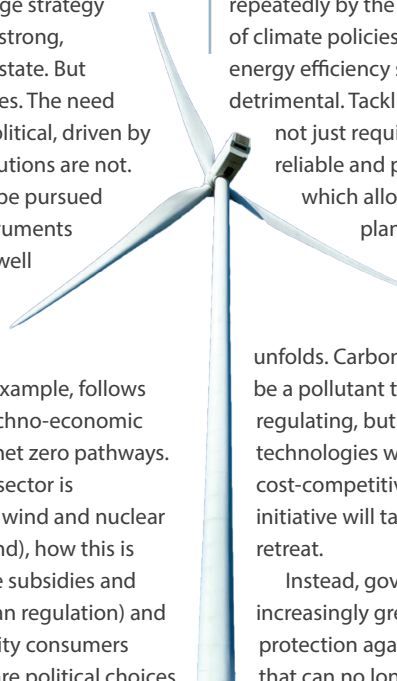 ge strategy
strong,
state. But
es. The need
litical, driven by
utions are not.
be pursued
ruments
well
example, follows
chno-economic
net zero pathways.
sector is
wind and nuclear
nd), how this is
e subsidies and
an regulation) and
ity consumers
are political choices
repeatedly by the
of climate policies
energy efficiency s
detrimental. Tackl
not just requi
reliable and p
which allo
plan
unfolds. Carbon
be a pollutant t
regulating, but
technologies w
cost-competitiv
initiative will ta
retreat.
Instead, gov
increasingly gre
protection aga
that can no lon